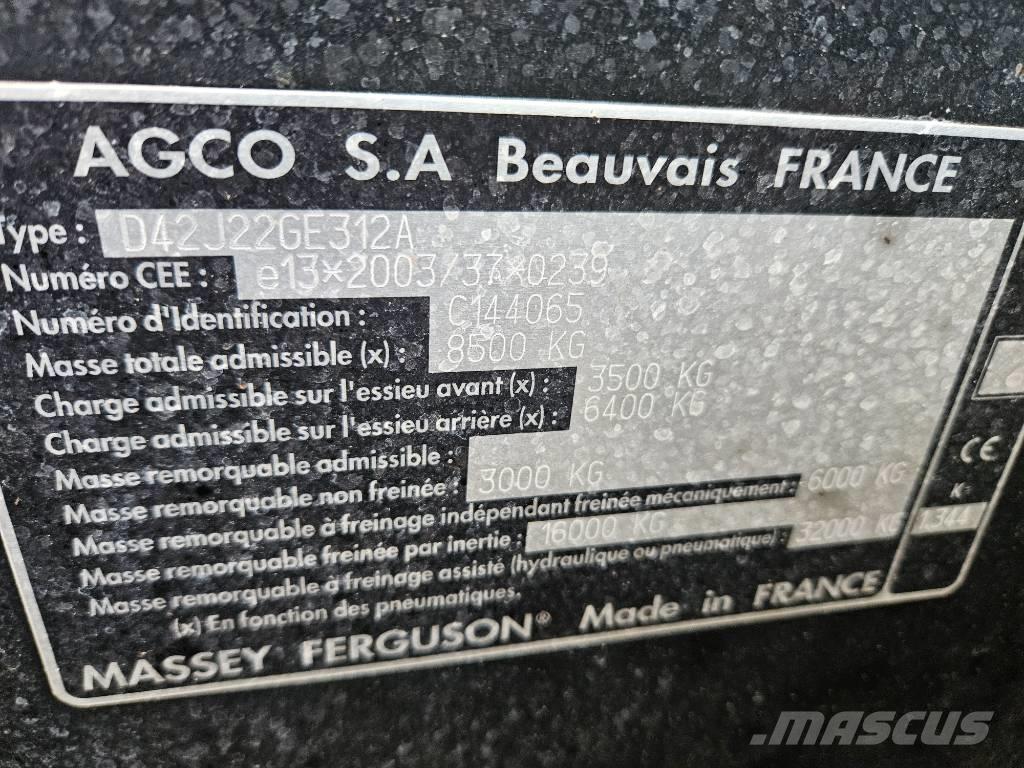 AGCO S.A Beauvais FRANCE
Type : D42J22GE312A
Numéro CEE : e13*2003/37*0239
Numéro d'Identification : C144065
Masse totale admissible (x) : 8500 KG
Charge admissible sur l'essieu avant (x) : 3500 KG
Charge admissible sur l'essieu arrière (x) : 6400 KG
Masse remorquable admissible :
Masse remorquable non freinée : 3000 KG
Masse remorquable à freinage indépendant freinée mécaniquement : 6000 KG
Masse remorquable freinée par inertie : 16000 KG
Masse remorquable à freinage assisté (hydraulique ou pneumatique) : 32000 KG
(x) En fonction des pneumatiques.
MASSEY FERGUSON® Made in FRANCE
CE
K
1.344
MASCUS